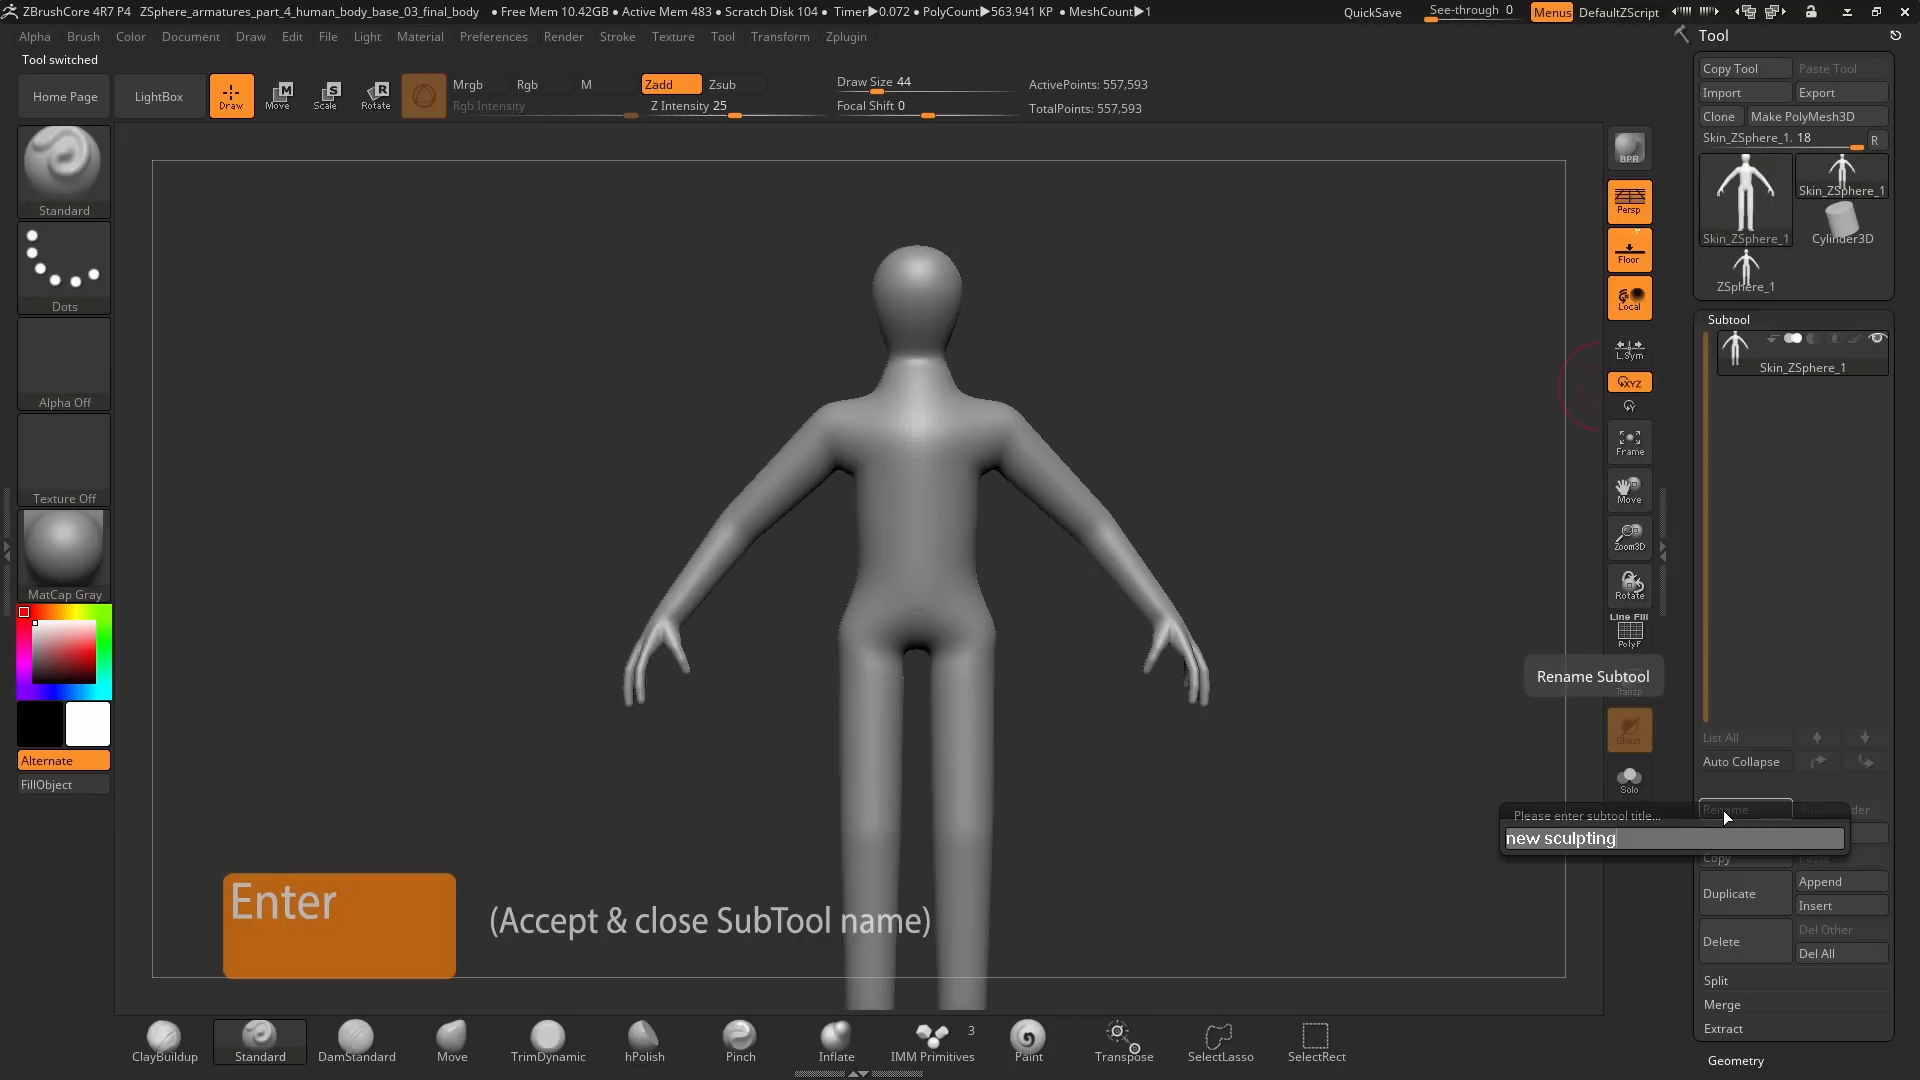 ZBrushCore 4R7 P4 ZSphere_armatures_part_4_human_body_base_03_final_body • Free Mem 10.42GB • Active Mem 483 • Scratch Disk 104 • Timer▶0.072 • PolyCount▶563.941 KP • MeshCount▶1 QuickSave See-through 0 Menus DefaultZScript
Alpha Brush Color Document Draw Edit File Light Material Preferences Render Stroke Texture Tool Transform Zplugin
Tool switched
Home Page LightBox Draw Move Scale Rotate
Mrgb Rgb M Zadd Zsub
Rgb Intensity Z Intensity 25
Draw Size 44
Focal Shift 0
ActivePoints: 557,593
TotalPoints: 557,593
Standard
Dots
Alpha Off
Texture Off
MatCap Gray
Alternate
FillObject
Enter
(Accept & close SubTool name)
BPR
Persp
Floor
Local
L.Sym
XYZ
Y
Frame
Move
Zoom3D
Rotate
Line Fill
PolyF
Rename Subtool
Transp
Ghost
Solo
Tool
Copy Tool Paste Tool
Import Export
Clone Make PolyMesh3D
Skin_ZSphere_1. 18 R
Skin_ZSphere_1
Skin_ZSphere_1 Cylinder3D
ZSphere_1
Subtool
Skin_ZSphere_1
List All
Auto Collapse
Rename
Please enter subtool title...
new sculpting
Copy Paste
Duplicate Append
Insert
Delete Del Other
Del All
Split
Merge
Extract
Geometry
3
ClayBuildup Standard DamStandard Move TrimDynamic hPolish Pinch Inflate IMM Primitives Paint Transpose SelectLasso SelectRect